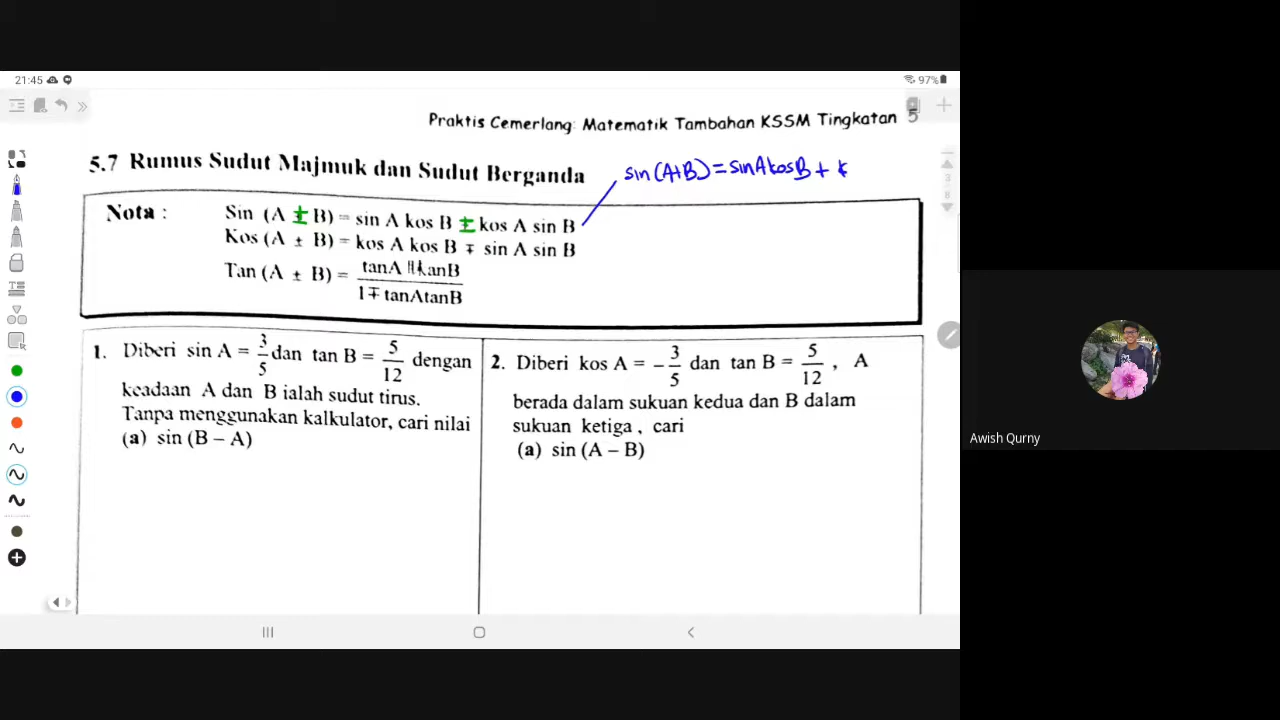 21:45
97%
Praktis Cemerlang: Matematik Tambahan KSSM Tingkatan 5
5.7 Rumus Sudut Majmuk dan Sudut Berganda
sin(A+B)=sinAkosB+
Nota :
Sin (A ± B) = sin A kos B ± kos A sin B
Kos (A ± B) = kos A kos B ∓ sin A sin B
Tan (A ± B) =
tanA tanB
1∓tanAtanB
1. Diberi sin A = 3/5 dan tan B = 5/12 dengan
keadaan A dan B ialah sudut tirus.
Tanpa menggunakan kalkulator, cari nilai
(a) sin (B – A)
2. Diberi kos A = –3/5 dan tan B = 5/12 , A
berada dalam sukuan kedua dan B dalam
sukuan ketiga , cari
(a) sin (A – B)
Awish Qurny